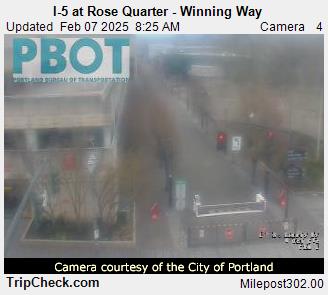 I-5 at Rose Quarter - Winning Way
Updated Feb 07 2025 8:25 AM Camera 4
PBOT
PORTLAND BUREAU OF TRANSPORTATION
Camera courtesy of the City of Portland
TripCheck.com Milepost302.00